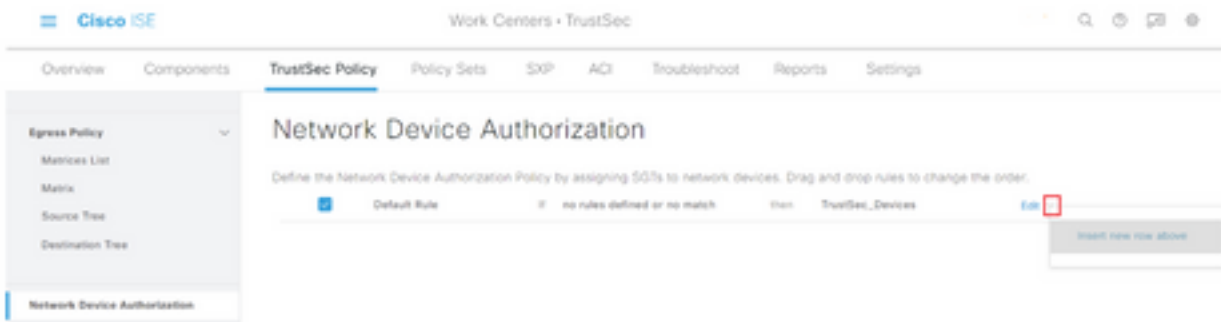 Cisco ISE
Work Centers • TrustSec
Overview Components TrustSec Policy Policy Sets SXP ACI Troubleshoot Reports Settings
Egress Policy
Matrices List
Matrix
Source Tree
Destination Tree
Network Device Authorization
Network Device Authorization
Define the Network Device Authorization Policy by assigning SGTs to network devices. Drag and drop rules to change the order.
Default Rule If no rules defined or no match then TrustSec_Devices Edit
Insert new row above